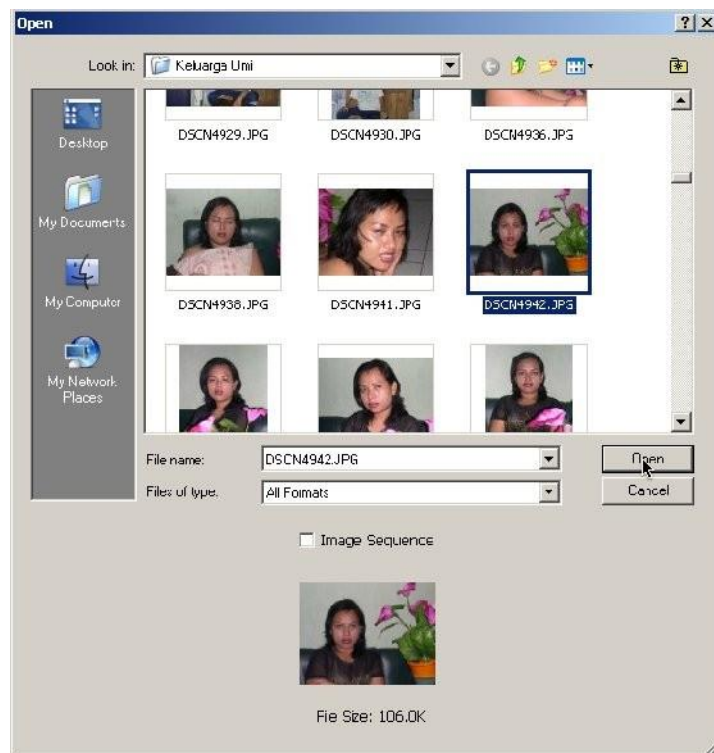 Open
Look in:
Keluarga Umi
Desktop
My Documents
My Computer
My Network
Places
DSCN4929.JPG
DSCN4930.JPG
DSCN4936.JPG
DSCN4938.JPG
DSCN4941.JPG
DSCN4942.JPG
File name:
DSCN4942.JPG
Open
Files of type:
All Formats
Cancel
Image Sequence
File Size: 106.0K